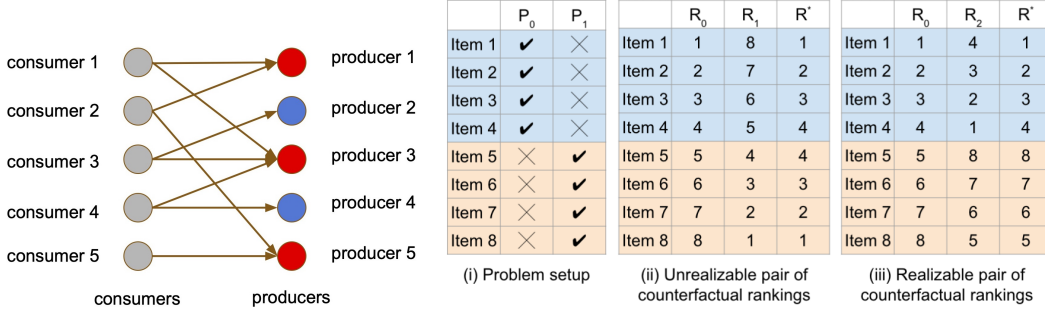 consumer 1 producer 1
consumer 2 producer 2
consumer 3 producer 3
consumer 4 producer 4
consumer 5 producer 5
consumers producers
P0 P1
Item 1 ✔ ×
Item 2 ✔ ×
Item 3 ✔ ×
Item 4 ✔ ×
Item 5 × ✔
Item 6 × ✔
Item 7 × ✔
Item 8 × ✔
(i) Problem setup
R0 R1 R*
Item 1 1 8 1
Item 2 2 7 2
Item 3 3 6 3
Item 4 4 5 4
Item 5 5 4 4
Item 6 6 3 3
Item 7 7 2 2
Item 8 8 1 1
(ii) Unrealizable pair of
counterfactual rankings
R0 R2 R*
Item 1 1 4 1
Item 2 2 3 2
Item 3 3 2 3
Item 4 4 1 4
Item 5 5 8 8
Item 6 6 7 7
Item 7 7 6 6
Item 8 8 5 5
(iii) Realizable pair of
counterfactual rankings